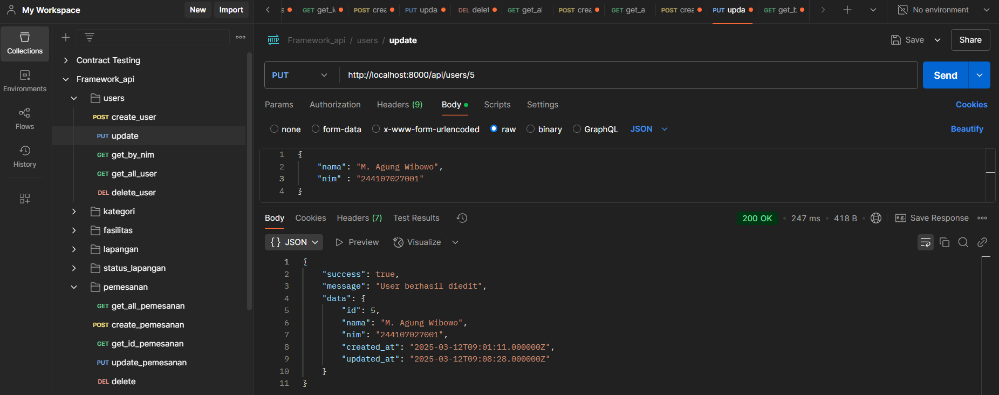 My Workspace
New
Import
GET get_i
POST crea
PUT upda
DEL delet
GET get_al
POST crea
GET get_a
POST crea
PUT upda
GET get_b
No environment
Collections
Environments
Flows
History
Contract Testing
Framework_api
users
POST create_user
PUT update
GET get_by_nim
GET get_all_user
DEL delete_user
kategori
fasilitas
lapangan
status_lapangan
pemesanan
GET get_all_pemesanan
POST create_pemesanan
GET get_id_pemesanan
PUT update_pemesanan
DEL delete
HTTP Framework_api / users / update
Save
Share
PUT http://localhost:8000/api/users/5
Send
Params Authorization Headers (9) Body Scripts Settings
Cookies
none form-data x-www-form-urlencoded raw binary GraphQL JSON
Beautify
1 {
2 "nama": "M. Agung Wibowo",
3 "nim" : "244107027001"
4 }
Body Cookies Headers (7) Test Results
200 OK • 247 ms • 418 B •
e.g. Save Response
{} JSON Preview Visualize
1 {
2 "success": true,
3 "message": "User berhasil diedit",
4 "data": {
5 "id": 5,
6 "nama": "M. Agung Wibowo",
7 "nim": "244107027001",
8 "created_at": "2025-03-12T09:01:11.000000Z",
9 "updated_at": "2025-03-12T09:08:28.000000Z"
10 }
11 }